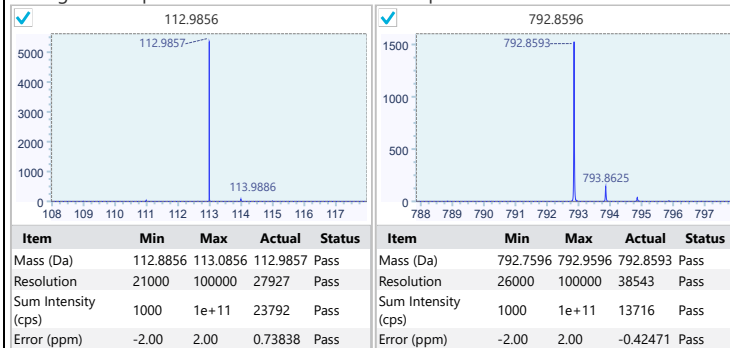 112.9856
112.9857
5000
4000
3000
2000
1000
0
113.9886
108 109 110 111 112 113 114 115 116 117
Item Min Max Actual Status
Mass (Da) 112.8856 113.0856 112.9857 Pass
Resolution 21000 100000 27927 Pass
Sum Intensity
(cps) 1000 1e+11 23792 Pass
Error (ppm) -2.00 2.00 0.73838 Pass
792.8596
792.8593
1500
1000
500
0
793.8625
788 789 790 791 792 793 794 795 796 797
Item Min Max Actual Status
Mass (Da) 792.7596 792.9596 792.8593 Pass
Resolution 26000 100000 38543 Pass
Sum Intensity
(cps) 1000 1e+11 13716 Pass
Error (ppm) -2.00 2.00 -0.42471 Pass